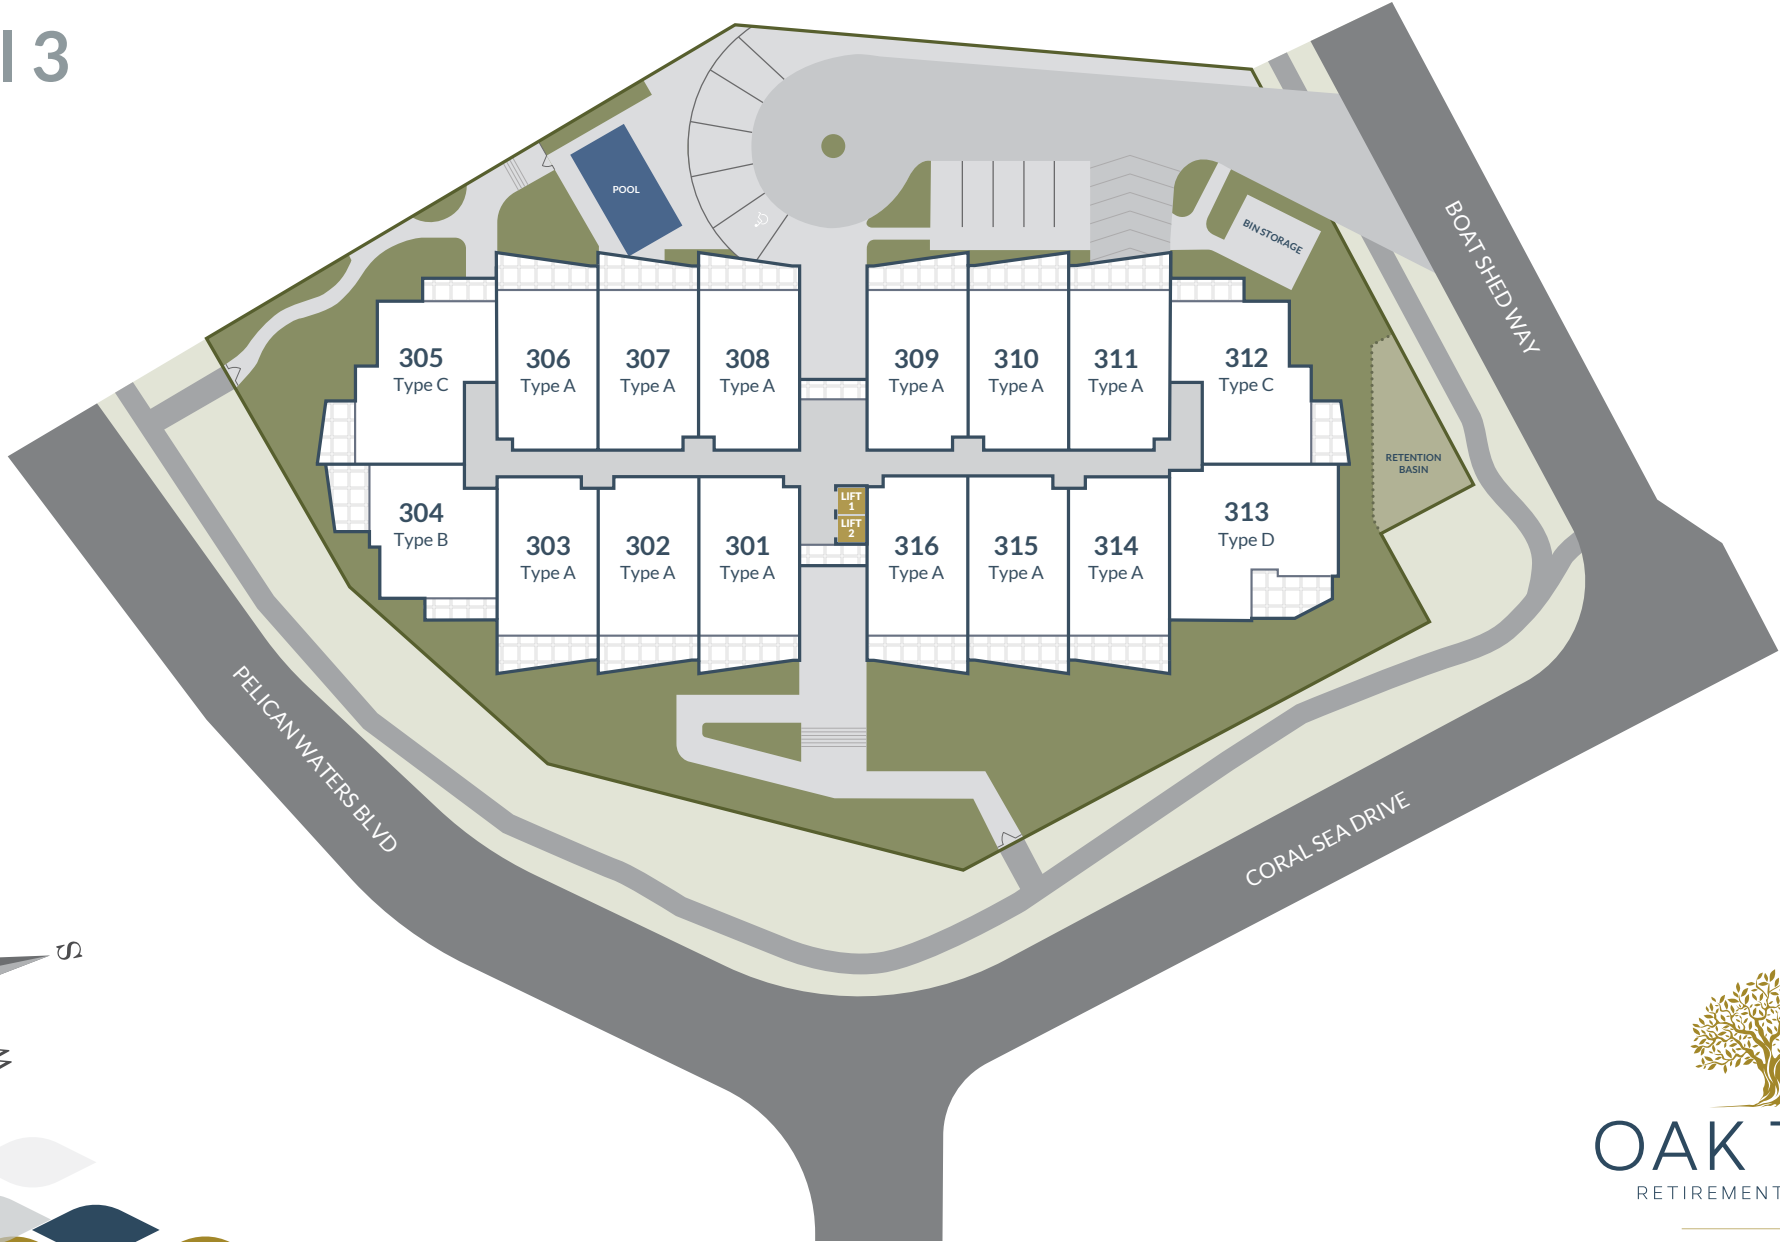 l 3
POOL
BIN STORAGE
BOAT SHED WAY
305
Type C
306
Type A
307
Type A
308
Type A
309
Type A
310
Type A
311
Type A
312
Type C
RETENTION
BASIN
LIFT
1
LIFT
2
304
Type B
303
Type A
302
Type A
301
Type A
316
Type A
315
Type A
314
Type A
313
Type D
PELICAN WATERS BLVD
CORAL SEA DRIVE
S
W
OAK T
RETIREMENT